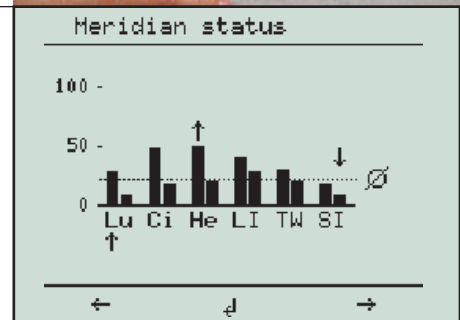 Meridian status
100 -
↑
50 -
↓
Ø
0
Lu Ci He LI TW SI
↑
← ↲ →